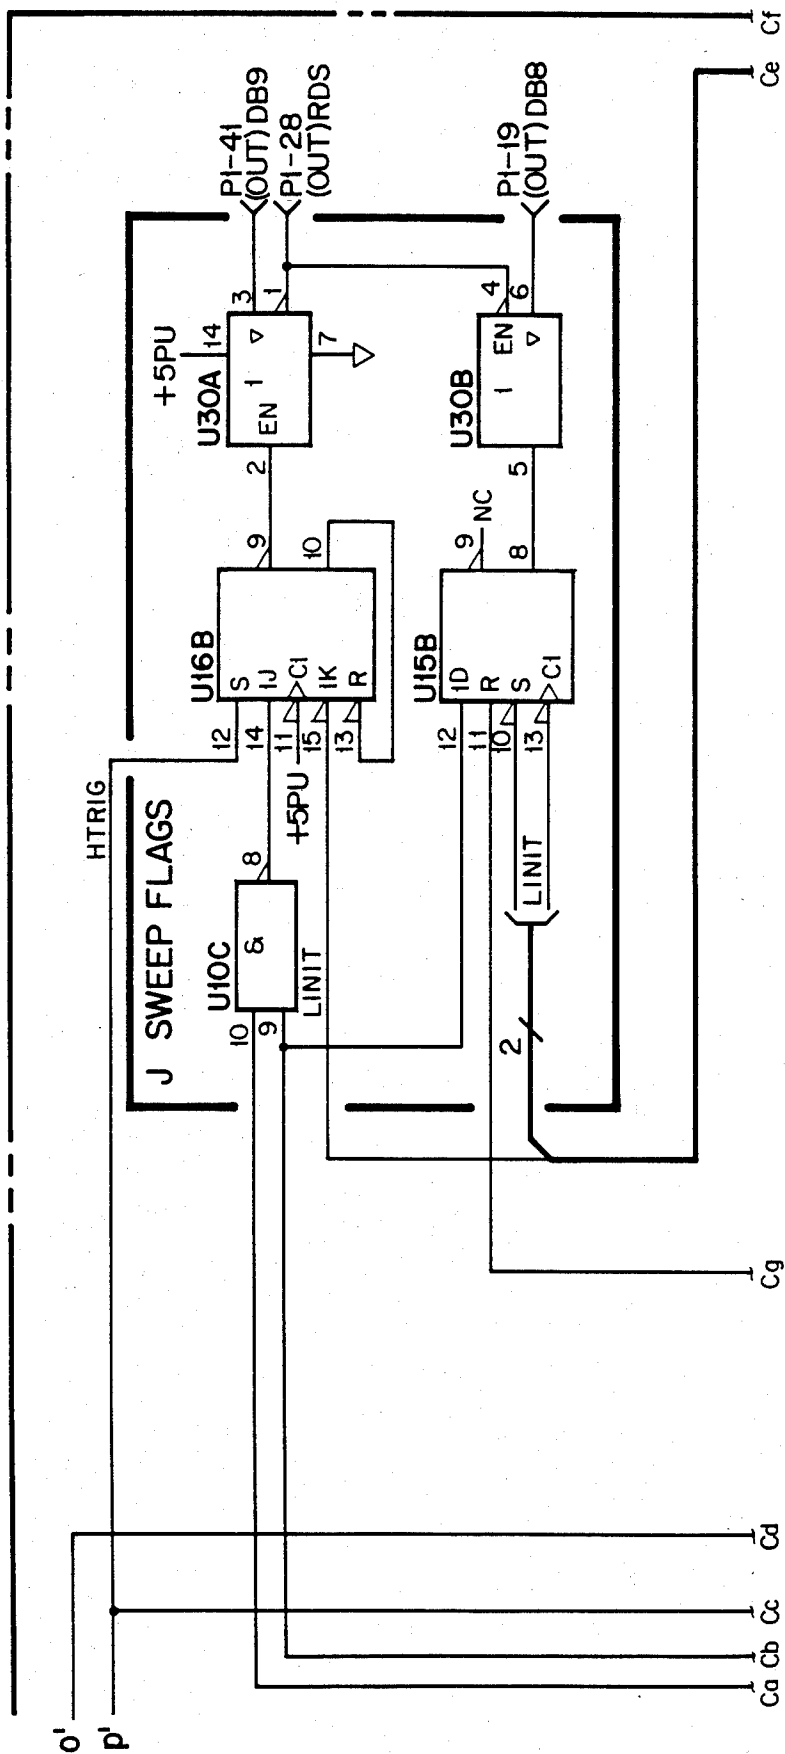 J SWEEP FLAGS
HTRIG
+5PU
U10C
&
10
9
8
LINIT
U16B
S
1J
C1
1K
R
12
14
11
15
13
+5PU
9
10
U30A
EN
1
▽
2
14
7
3
1
P1-41
(OUT)DB9
P1-28
(OUT)RDS
U15B
1D
R
S
C1
12
11
10
13
LINIT
2
9
NC
8
U30B
1
EN
▽
5
4
6
P1-19
(OUT)DB8
o'
p'
Ca
Cb
Cc
Cd
Cg
Ce
Cf